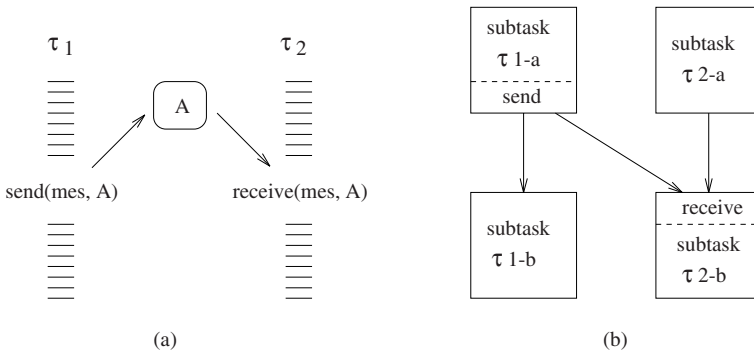 τ 1
τ 2
A
send(mes, A)
receive(mes, A)
(a)
subtask
τ 1-a
send
subtask
τ 2-a
subtask
τ 1-b
receive
subtask
τ 2-b
(b)